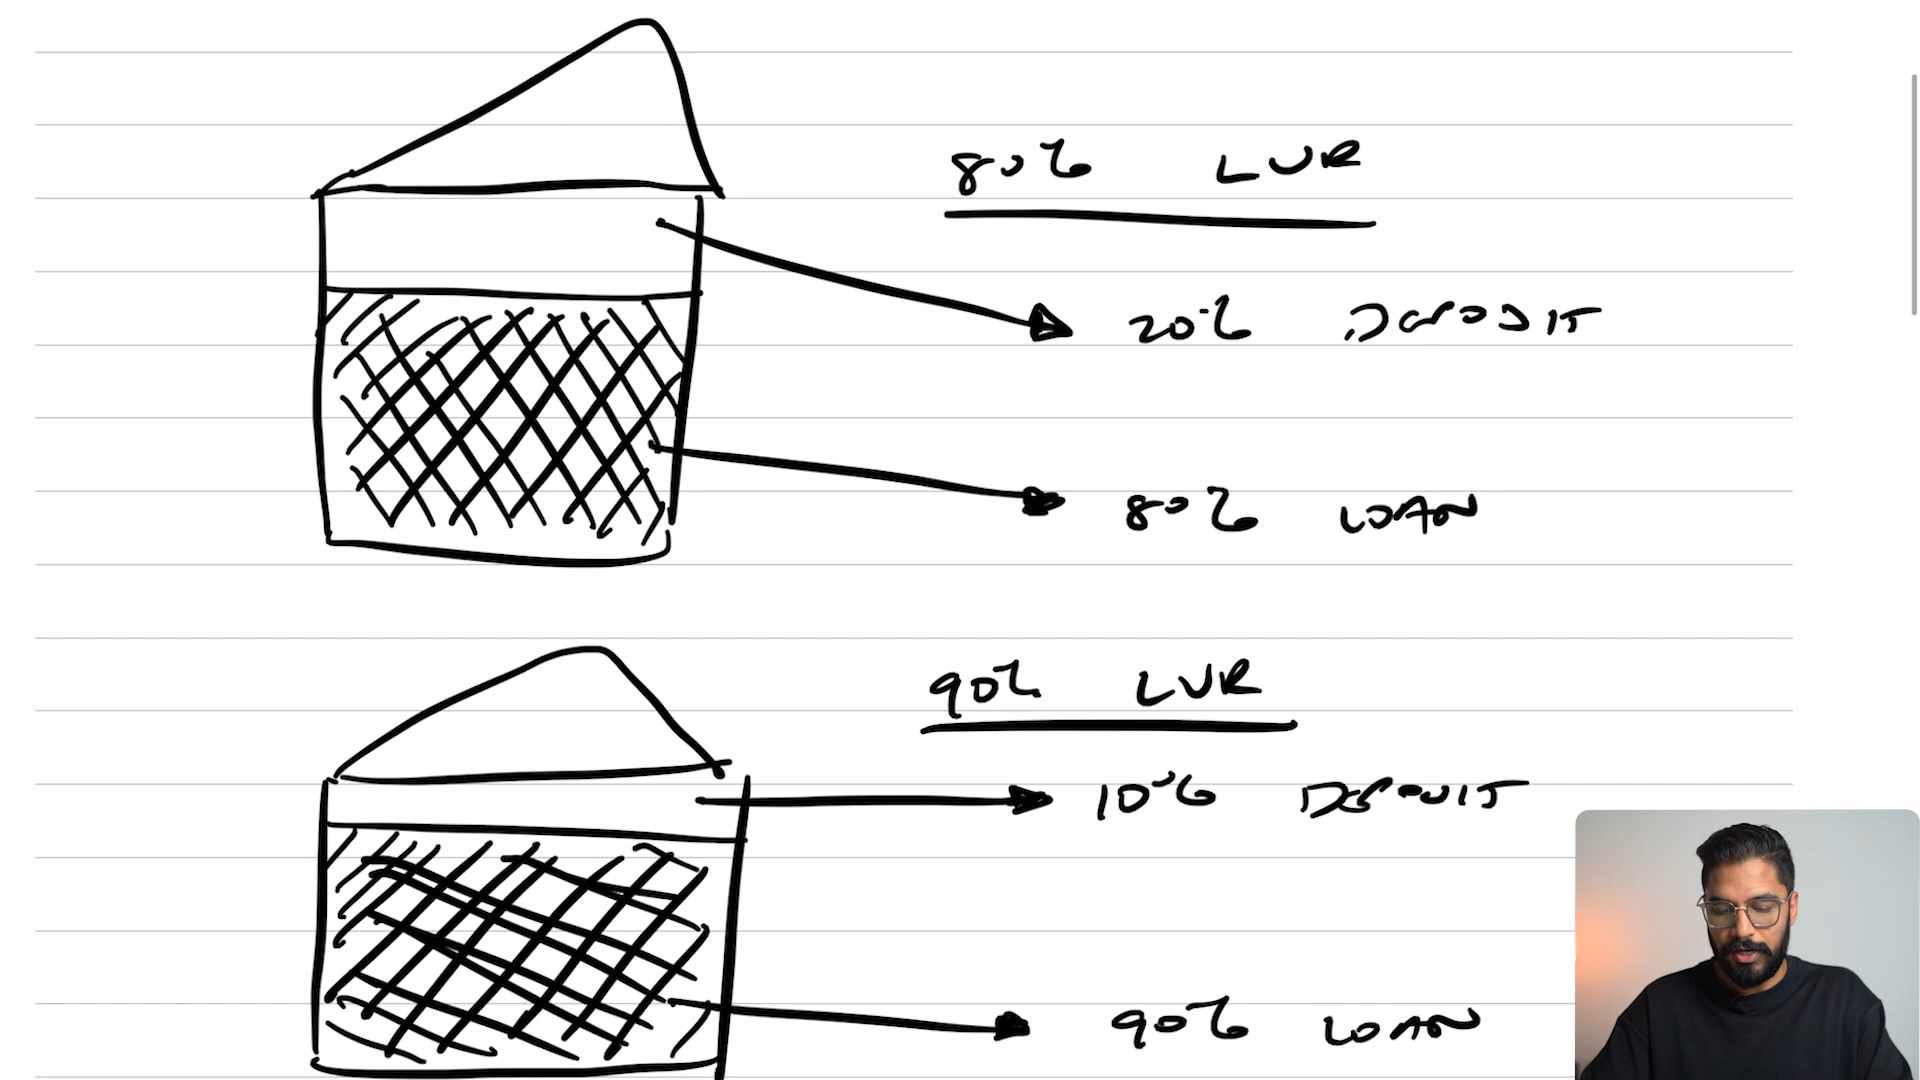 80% LVR
20% DEPOSIT
80% LOAN
90% LVR
10% DEPOSIT
90% LOAN